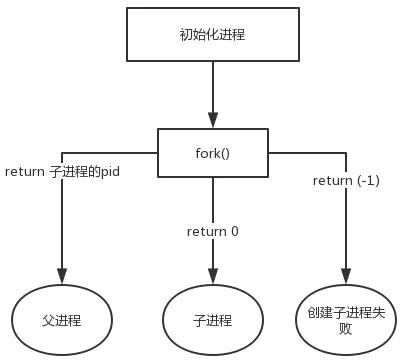 初始化进程
fork()
return 子进程的pid
return (-1)
return 0
父进程
子进程
创建子进程失
败